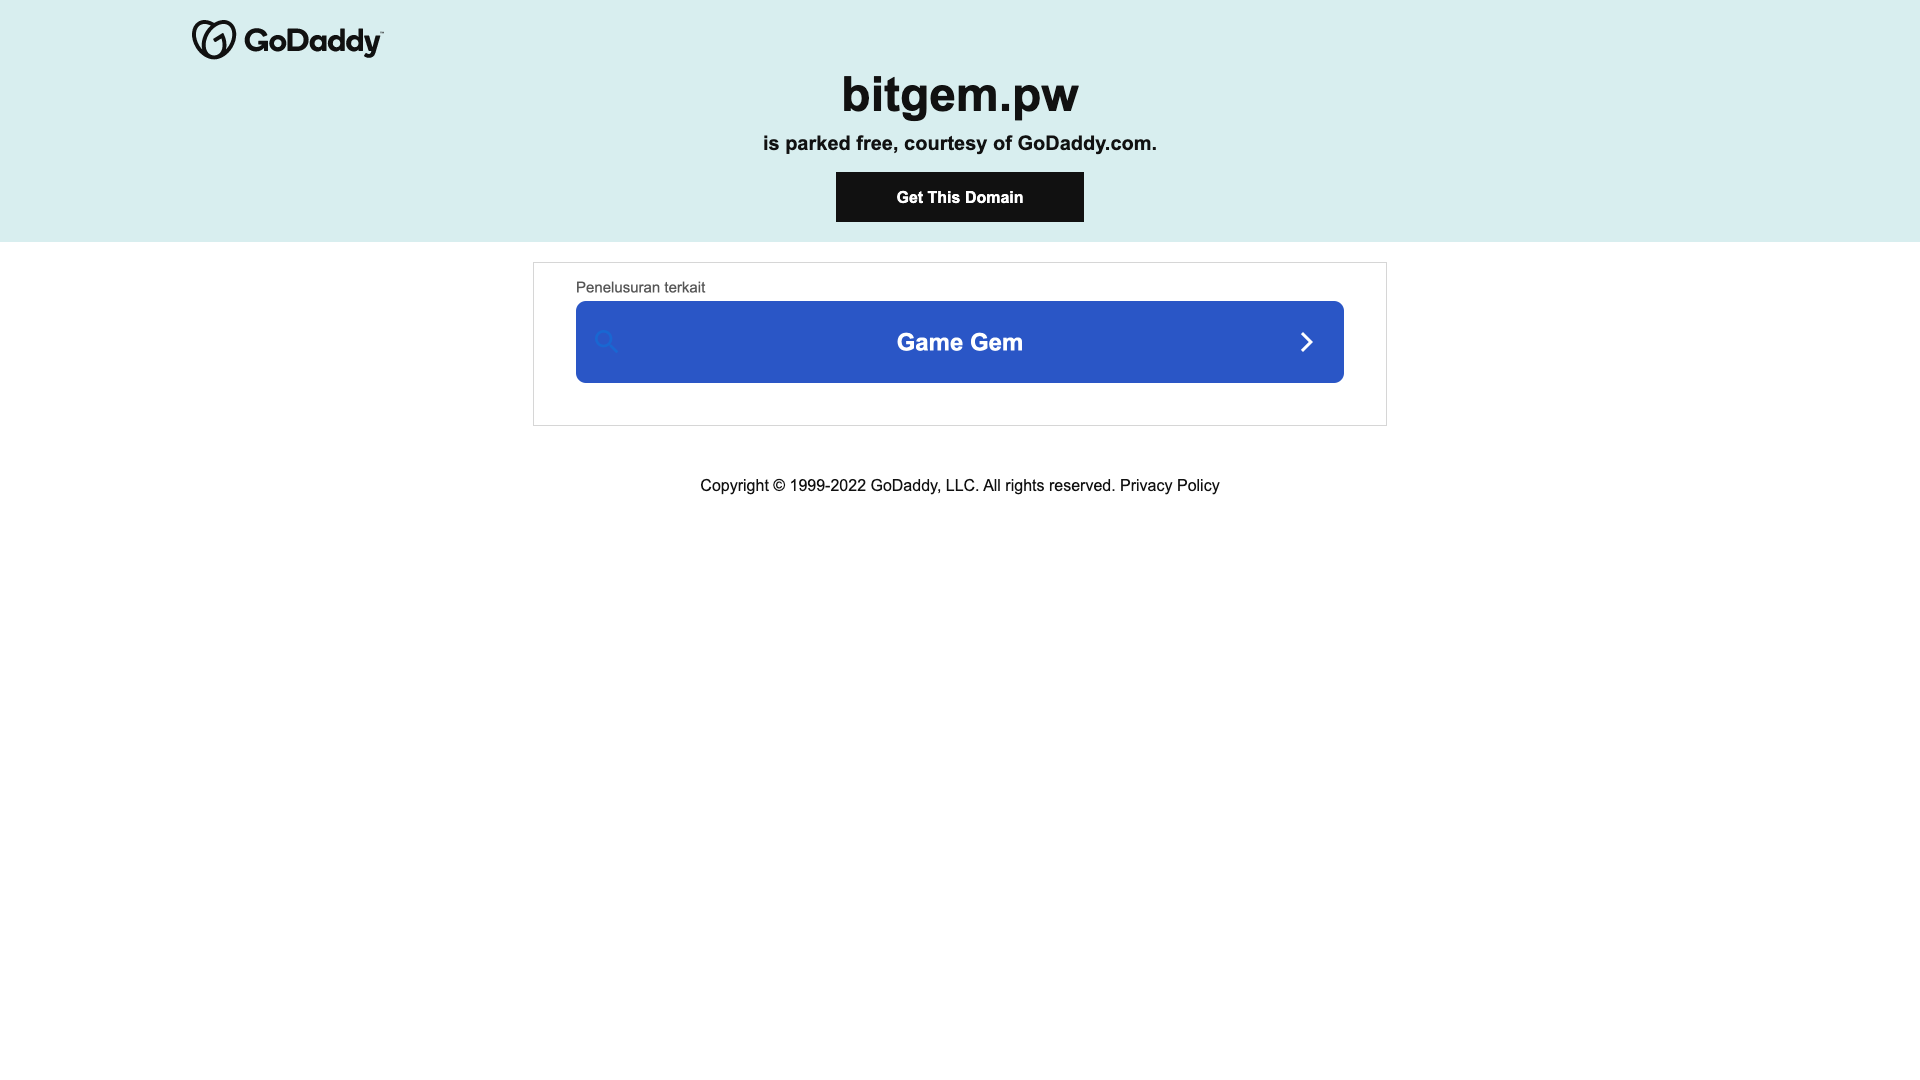 GoDaddy™
bitgem.pw
is parked free, courtesy of GoDaddy.com.
Get This Domain
Penelusuran terkait
Game Gem
Copyright © 1999-2022 GoDaddy, LLC. All rights reserved. Privacy Policy